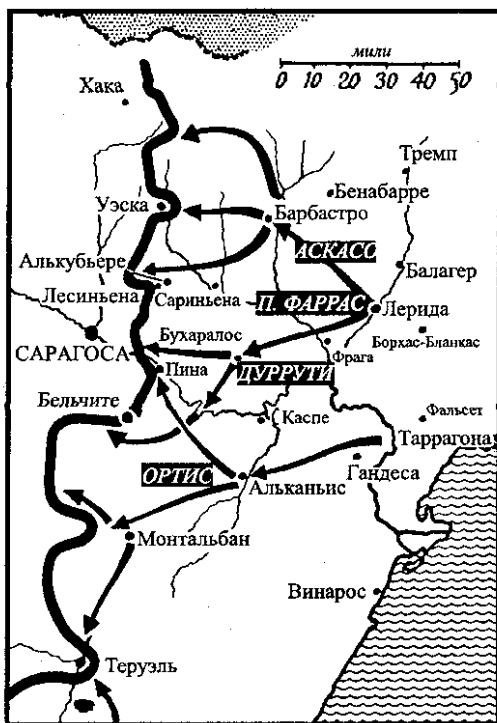 мили
0 10 20 30 40 50
Хака
Тремп
Бенабарре
Уэска
Барбастро
АСКАСО
Алькубьере
Балагер
Лесиньена
Сариньена
П. ФАРРАС
Лерида
Бухаралос
САРАГОСА
Фрага
Борхас-Бланкас
Пина
ДУРРУТИ
Бельчите
Каспе
Фальсет
Таррагона
ОРТИС
Альканьис
Гандеса
Монтальбан
Винарос
Теруэль